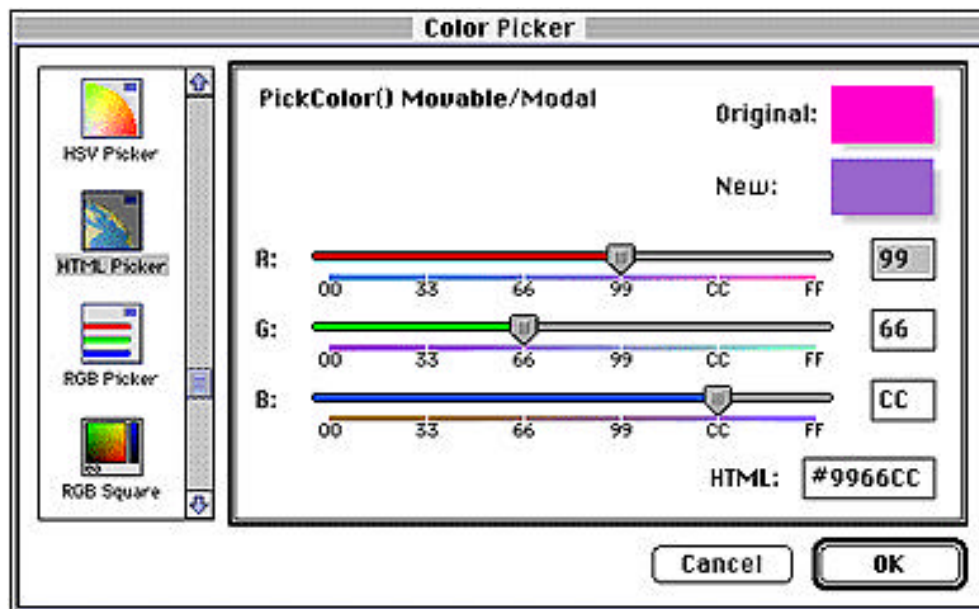 Color Picker
HSV Picker
HTML Picker
RGB Picker
RGB Square
PickColor() Movable/Modal
Original:
New:
R:
00 33 66 99 CC FF
99
G:
00 33 66 99 CC FF
66
B:
00 33 66 99 CC FF
CC
HTML: #9966CC
Cancel OK